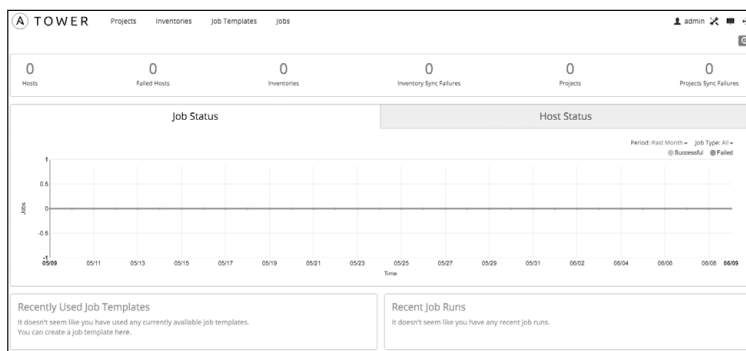 A TOWER Projects Inventories Job Templates Jobs admin
0 0 0 0 0 0
Hosts Failed Hosts Inventories Inventory Sync Failures Projects Projects Sync Failures
Job Status Host Status
Period: Past Month Job Type: All
Successful Failed
1
0.5
0
-0.5
-1
Jobs
05/09 05/11 05/13 05/15 05/17 05/19 05/21 05/23 05/25 05/27 05/29 05/31 06/02 06/04 06/06 06/08 06/09
Time
Recently Used Job Templates Recent Job Runs
It doesn't seem like you have used any currently available job templates. It doesn't seem like you have any recent job runs.
You can create a job template here.